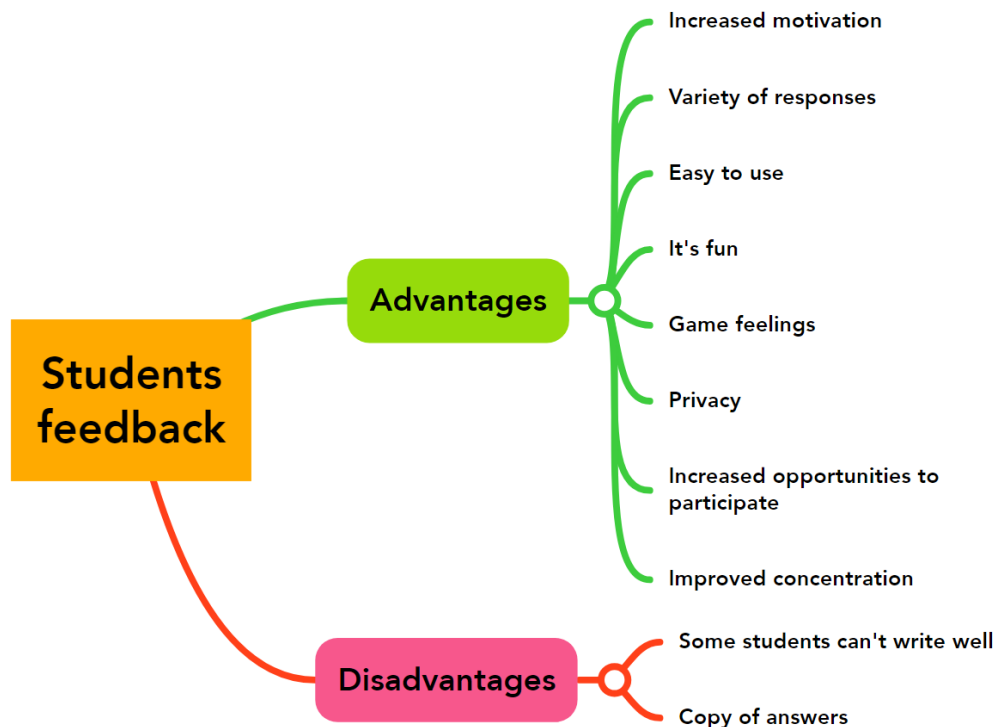 Students
feedback
Advantages
Increased motivation
Variety of responses
Easy to use
It's fun
Game feelings
Privacy
Increased opportunities to
participate
Improved concentration
Disadvantages
Some students can't write well
Copy of answers